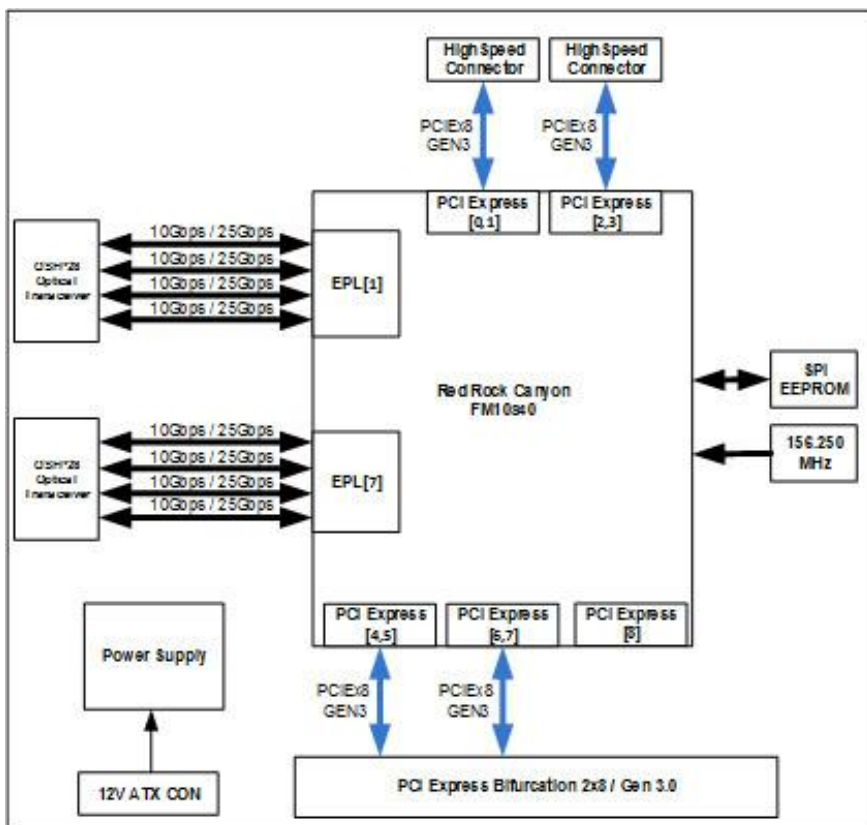 High Speed
Connector
High Speed
Connector
PCIEx8
GEN3
PCIEx8
GEN3
PCI Express
[0,1]
PCI Express
[2,3]
10Gbps / 25Gbps
10Gbps / 25Gbps
10Gbps / 25Gbps
10Gbps / 25Gbps
Optical
EPL[1]
Red Rock Canyon
FM10840
SPI
EEPROM
156.250
MHz
10Gbps / 25Gbps
10Gbps / 25Gbps
10Gbps / 25Gbps
10Gbps / 25Gbps
Optical
EPL[7]
PCI Express
[4,5]
PCI Express
[6,7]
PCI Express
[8]
Power Supply
PCIEx8
GEN3
PCIEx8
GEN3
12V ATX CON
PCI Express Bifurcation 2x8 / Gen 3.0